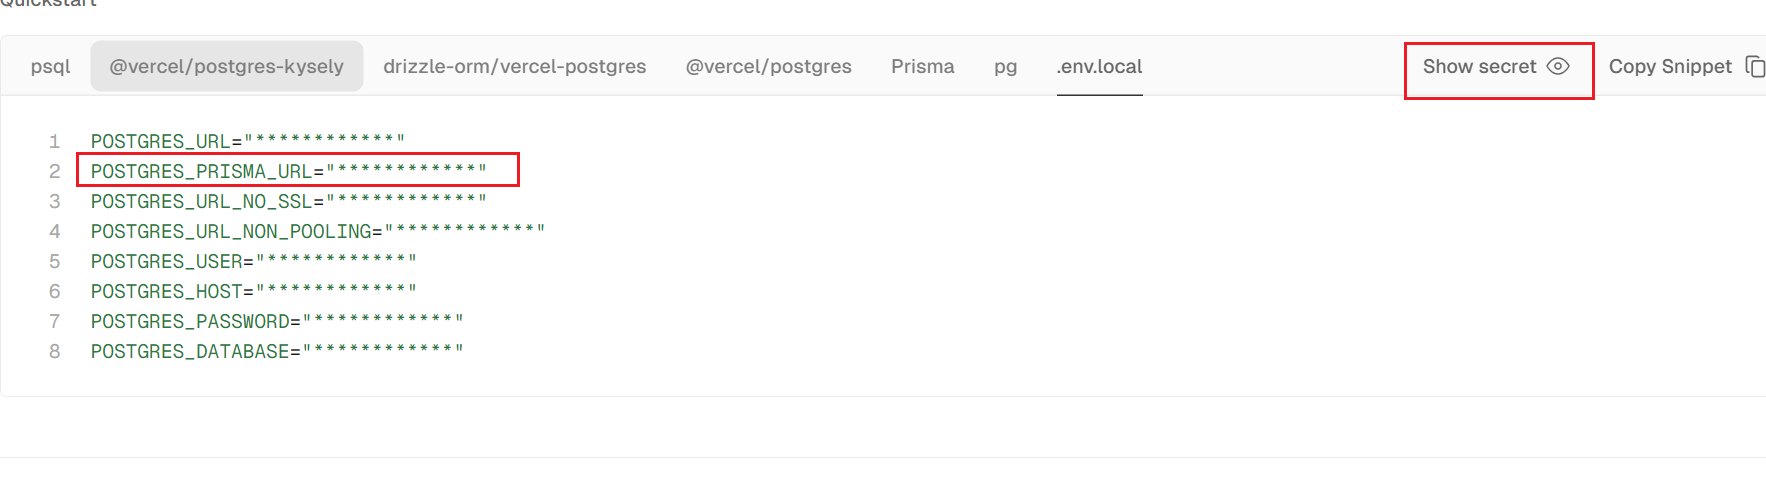 Quickstart
psql @vercel/postgres-kysely drizzle-orm/vercel-postgres @vercel/postgres Prisma pg .env.local Show secret Copy Snippet
1 POSTGRES_URL="************"
2 POSTGRES_PRISMA_URL="************"
3 POSTGRES_URL_NO_SSL="************"
4 POSTGRES_URL_NON_POOLING="************"
5 POSTGRES_USER="************"
6 POSTGRES_HOST="************"
7 POSTGRES_PASSWORD="************"
8 POSTGRES_DATABASE="************"